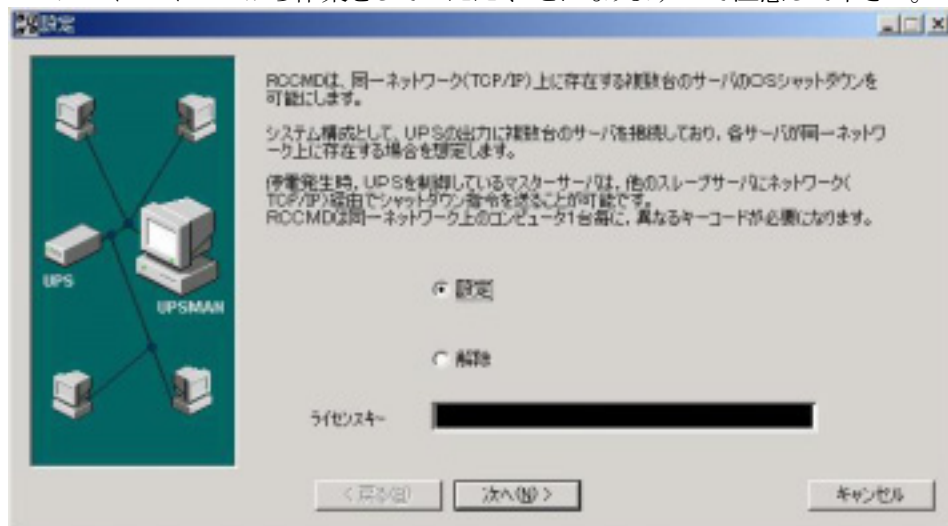 設定
RCCMDは、同一ネットワーク(TCP/IP)上に存在する複数台のサーバのOSシャットダウンを
可能にします。
システム構成として、UPSの出力に複数台のサーバを接続しており、各サーバが同一ネットワ
ーク上に存在する場合を想定します。
停電発生時、UPSを制御しているマスターサーバは、他のスレーブサーバにネットワーク(
TCP/IP)経由でシャットダウン指令を送ることが可能です。
RCCMDは同一ネットワーク上のコンピュータ1台毎に、異なるキーコードが必要になります。
UPS
UPSMAN
設定
解除
ライセンスキー
< 戻る(B)
次へ(N) >
キャンセル